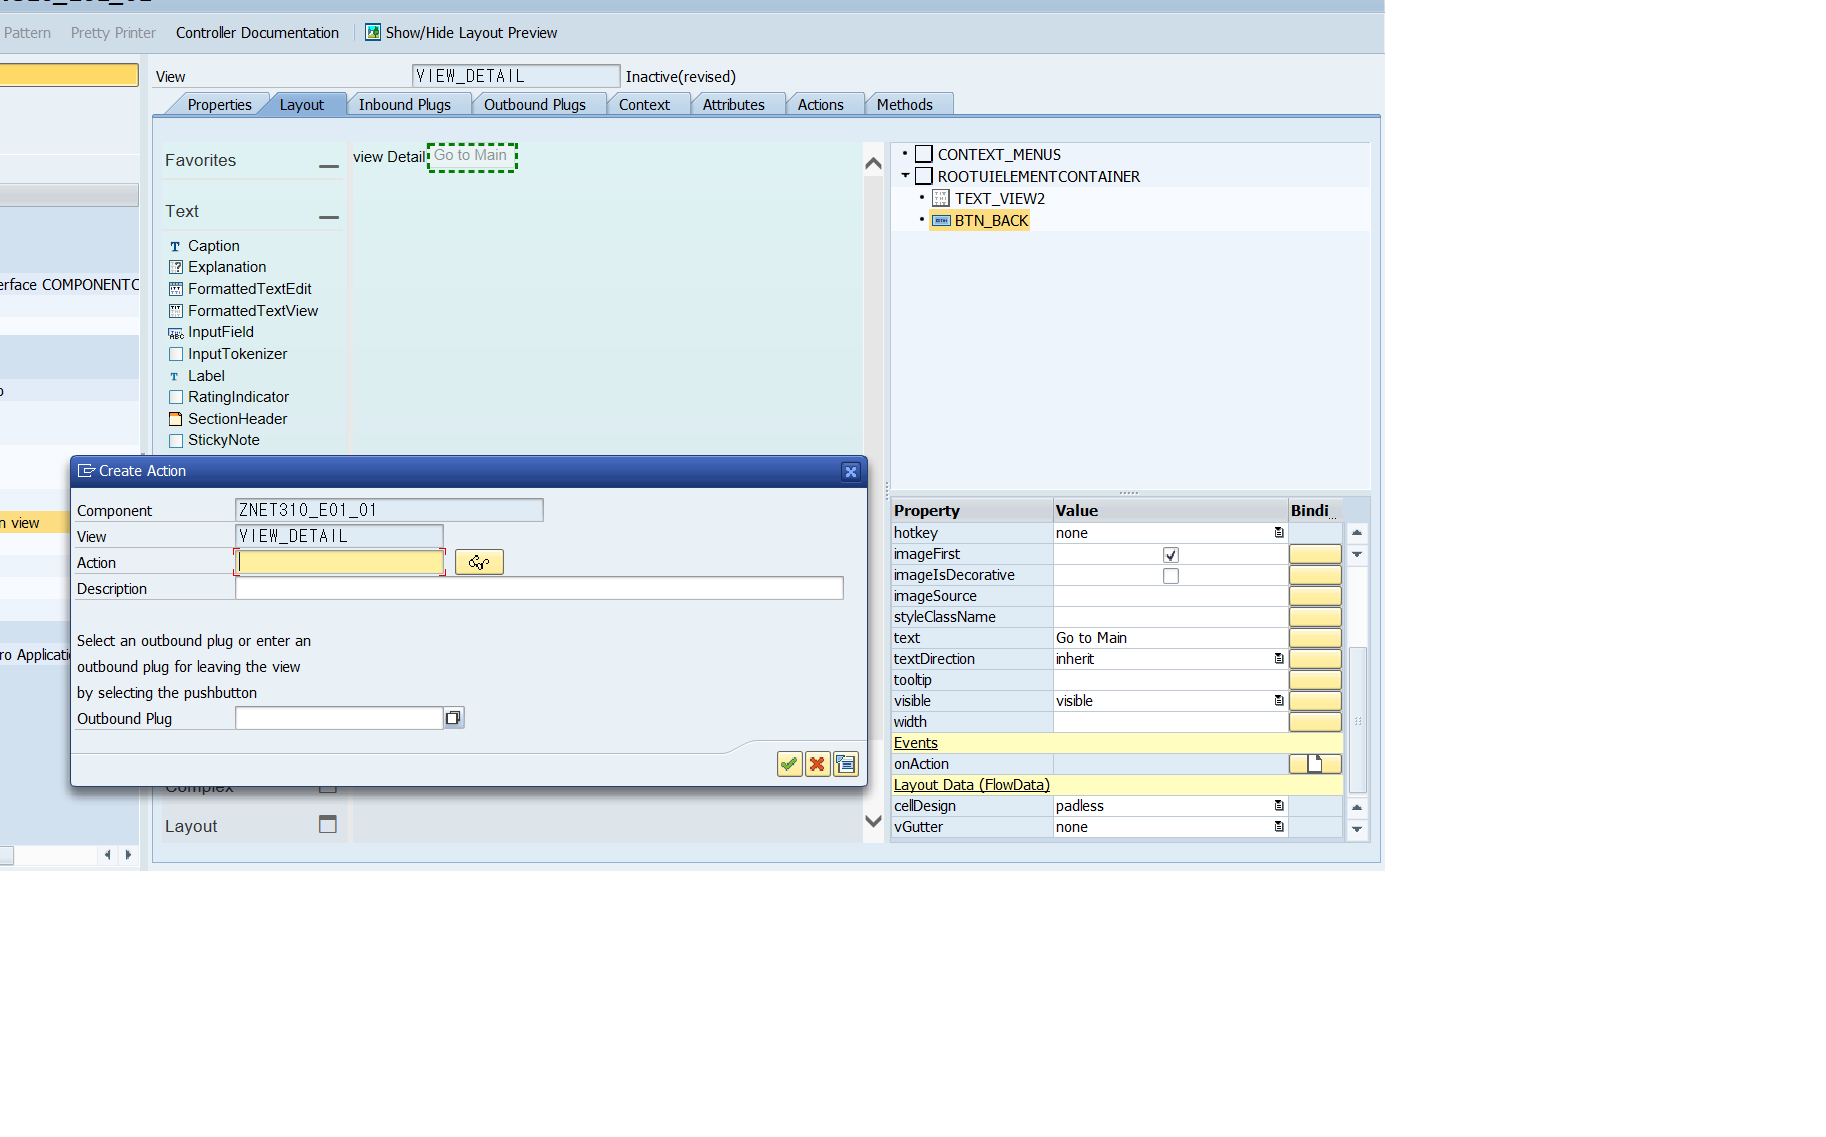 Pattern Pretty Printer Controller Documentation Show/Hide Layout Preview
View VIEW_DETAIL Inactive(revised)
Properties Layout Inbound Plugs Outbound Plugs Context Attributes Actions Methods
Favorites
Text
Caption
Explanation
FormattedTextEdit
FormattedTextView
InputField
InputTokenizer
Label
RatingIndicator
SectionHeader
StickyNote
Layout
view Detail Go to Main
CONTEXT_MENUS
ROOTUIELEMENTCONTAINER
TEXT_VIEW2
BTN_BACK
erface COMPONENTC
n view
ro Applicati
Create Action
Component ZNET310_E01_01
View VIEW_DETAIL
Action
Description
Select an outbound plug or enter an
outbound plug for leaving the view
by selecting the pushbutton
Outbound Plug
Property Value Bindi...
hotkey none
imageFirst
imageIsDecorative
imageSource
styleClassName
text Go to Main
textDirection inherit
tooltip
visible visible
width
Events
onAction
Layout Data (FlowData)
cellDesign padless
vGutter none